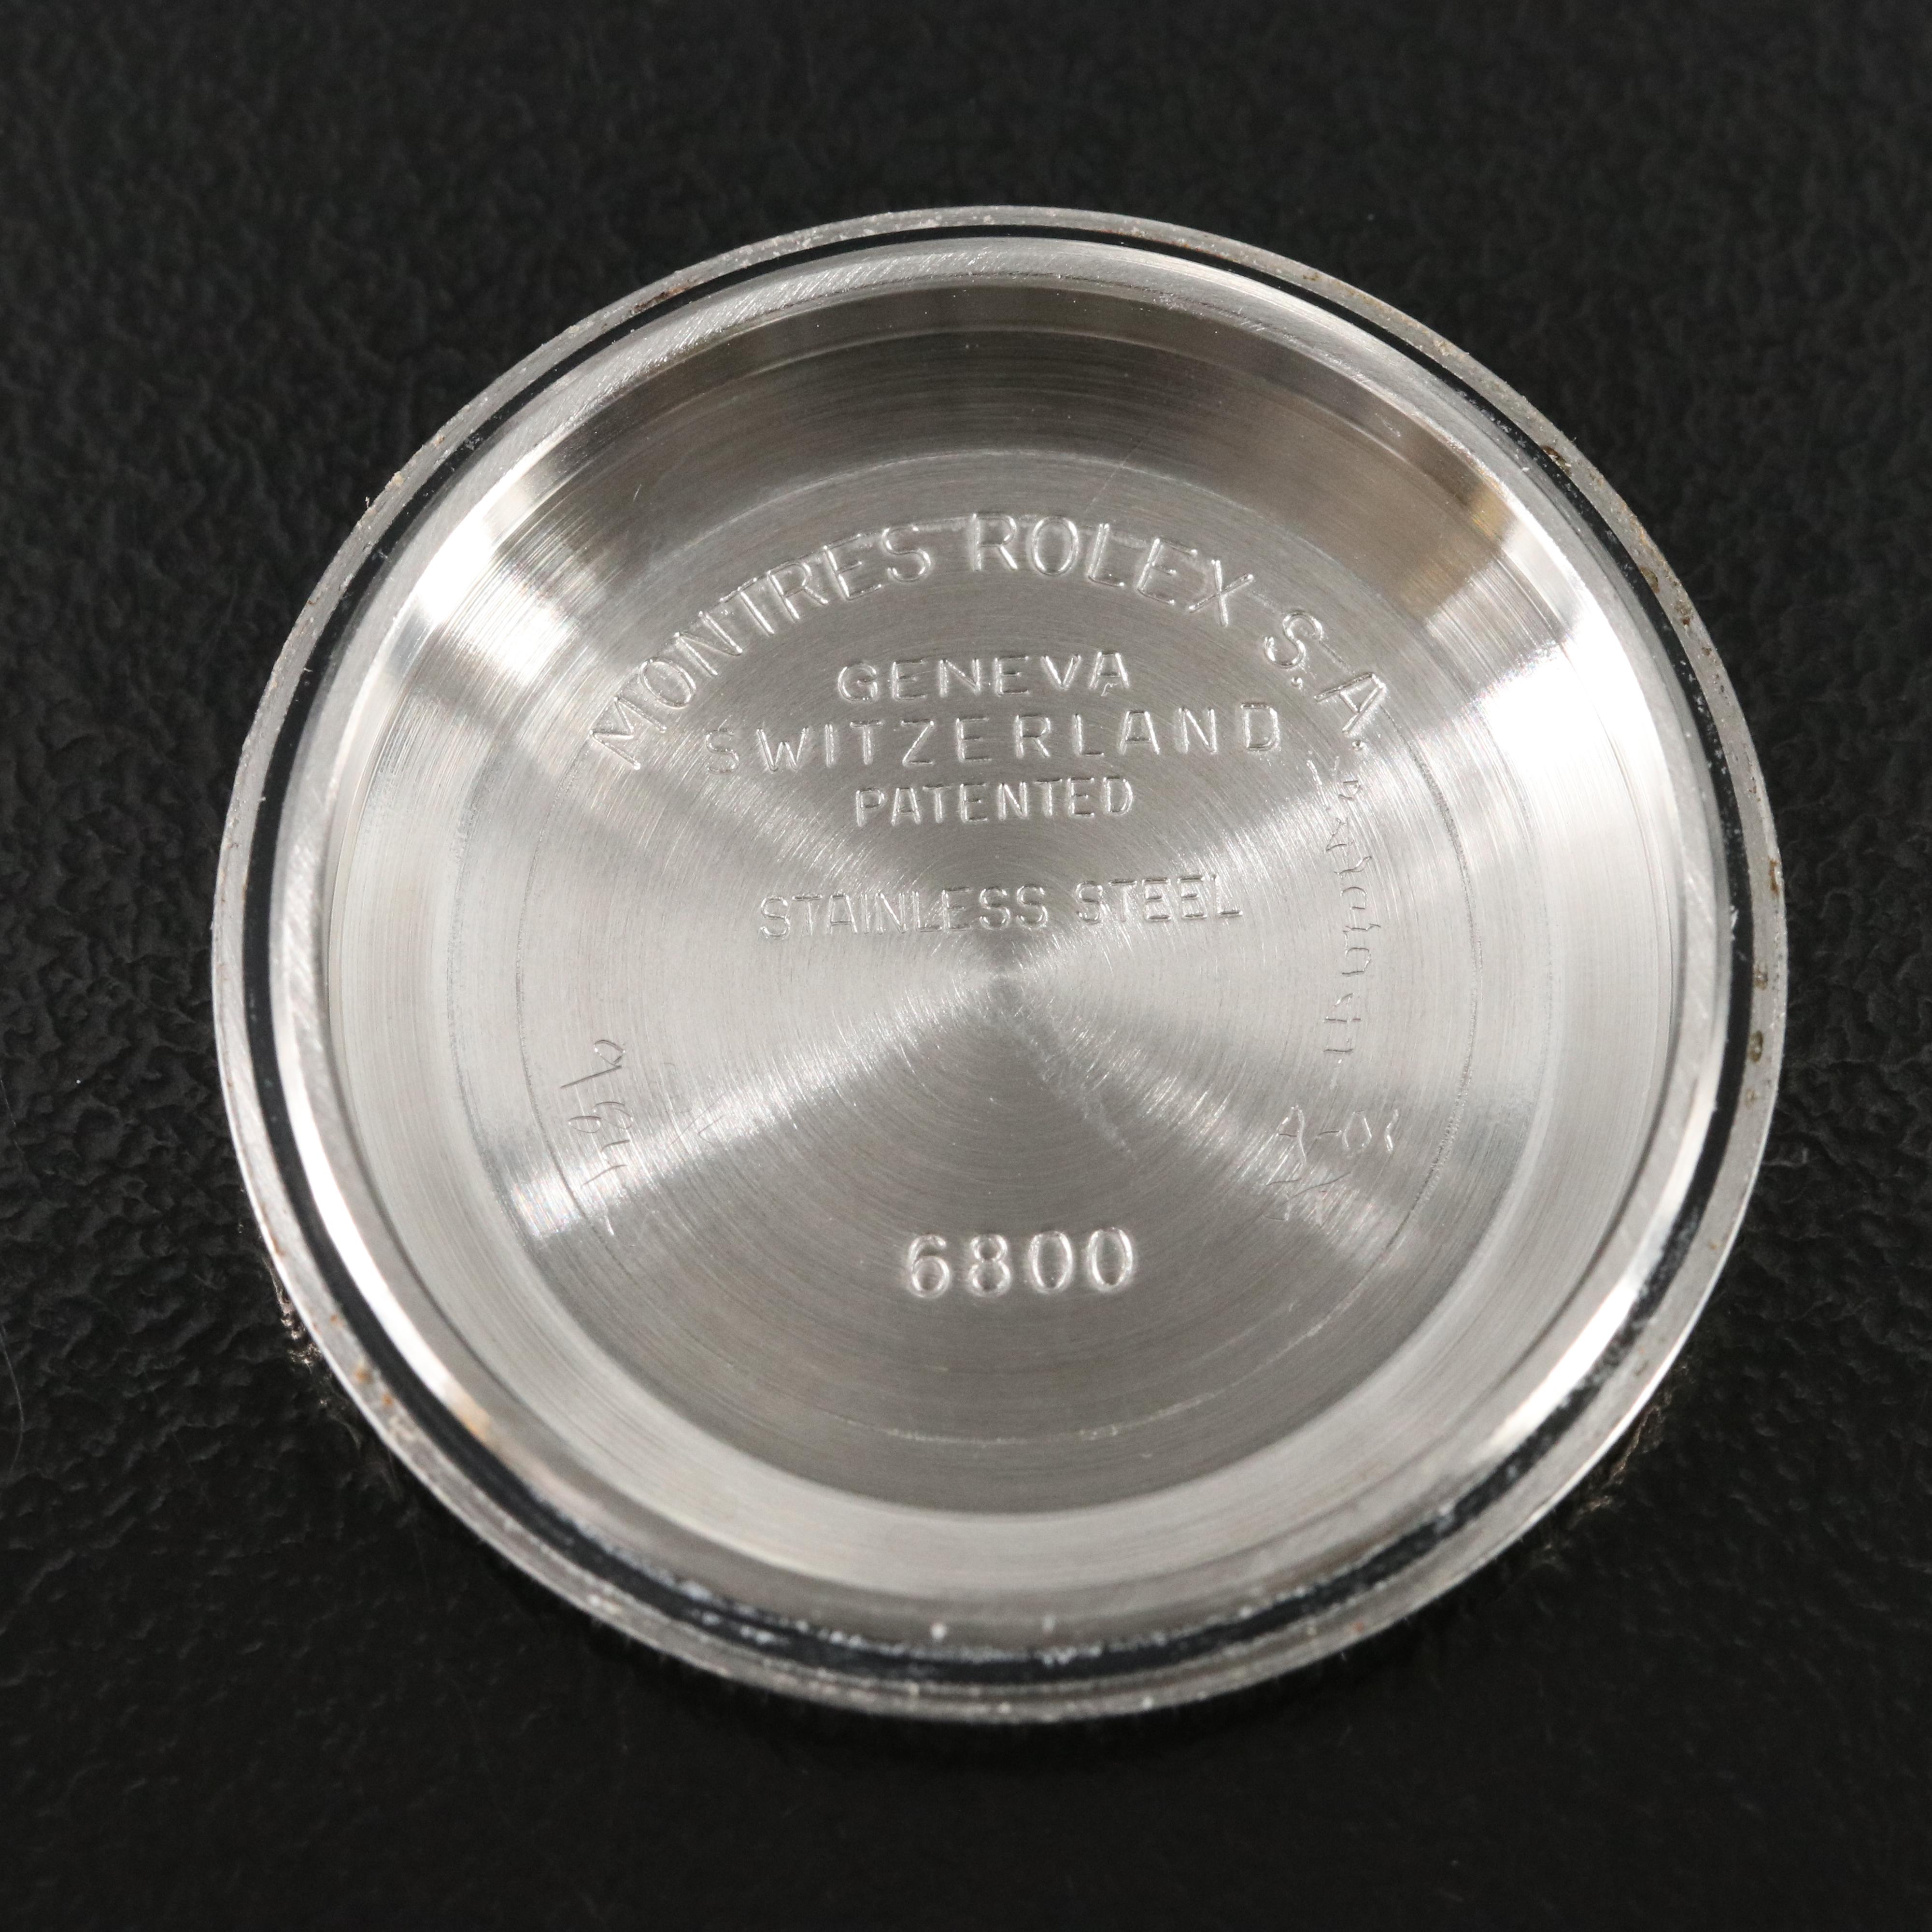 MONTRES ROLEX S.A.
GENEVA
SWITZERLAND
PATENTED
STAINLESS STEEL
6800